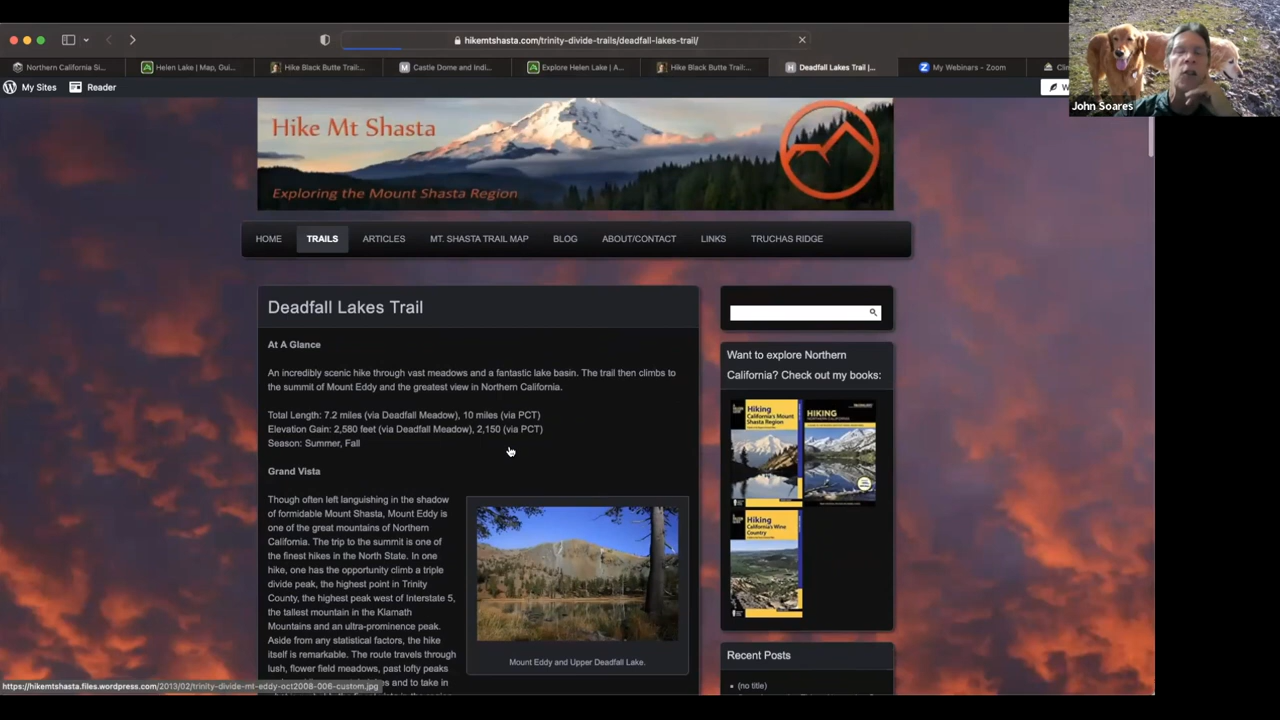 hikemtshasta.com/trinity-divide-trails/deadfall-lakes-trail/
Northern California Si...
Helen Lake | Map, Gui...
Hike Black Butte Trail:...
Castle Dome and Indi...
Explore Helen Lake | A...
Hike Black Butte Trail:...
Deadfall Lakes Trail |...
My Webinars - Zoom
My Sites
Reader
John Soares
Hike Mt Shasta
Exploring the Mount Shasta Region
HOME
TRAILS
ARTICLES
MT. SHASTA TRAIL MAP
BLOG
ABOUT/CONTACT
LINKS
TRUCHAS RIDGE
Deadfall Lakes Trail
At A Glance
An incredibly scenic hike through vast meadows and a fantastic lake basin. The trail then climbs to
the summit of Mount Eddy and the greatest view in Northern California.
Total Length: 7.2 miles (via Deadfall Meadow), 10 miles (via PCT)
Elevation Gain: 2,580 feet (via Deadfall Meadow), 2,150 (via PCT)
Season: Summer, Fall
Grand Vista
Though often left languishing in the shadow
of formidable Mount Shasta, Mount Eddy is
one of the great mountains of Northern
California. The trip to the summit is one of
the finest hikes in the North State. In one
hike, one has the opportunity climb a triple
divide peak, the highest point in Trinity
County, the highest peak west of Interstate 5,
the tallest mountain in the Klamath
Mountains and an ultra-prominence peak.
Aside from any statistical factors, the hike
itself is remarkable. The route travels through
lush, flower field meadows, past lofty peaks
Mount Eddy and Upper Deadfall Lake.
Want to explore Northern
California? Check out my books:
Hiking
California's Mount
Shasta Region
HIKING
NORTHERN CALIFORNIA
Hiking
California's Wine
Country
Recent Posts
(no title)
https://hikemtshasta.files.wordpress.com/2013/02/trinity-divide-mt-eddy-oct2008-006-custom.jpg